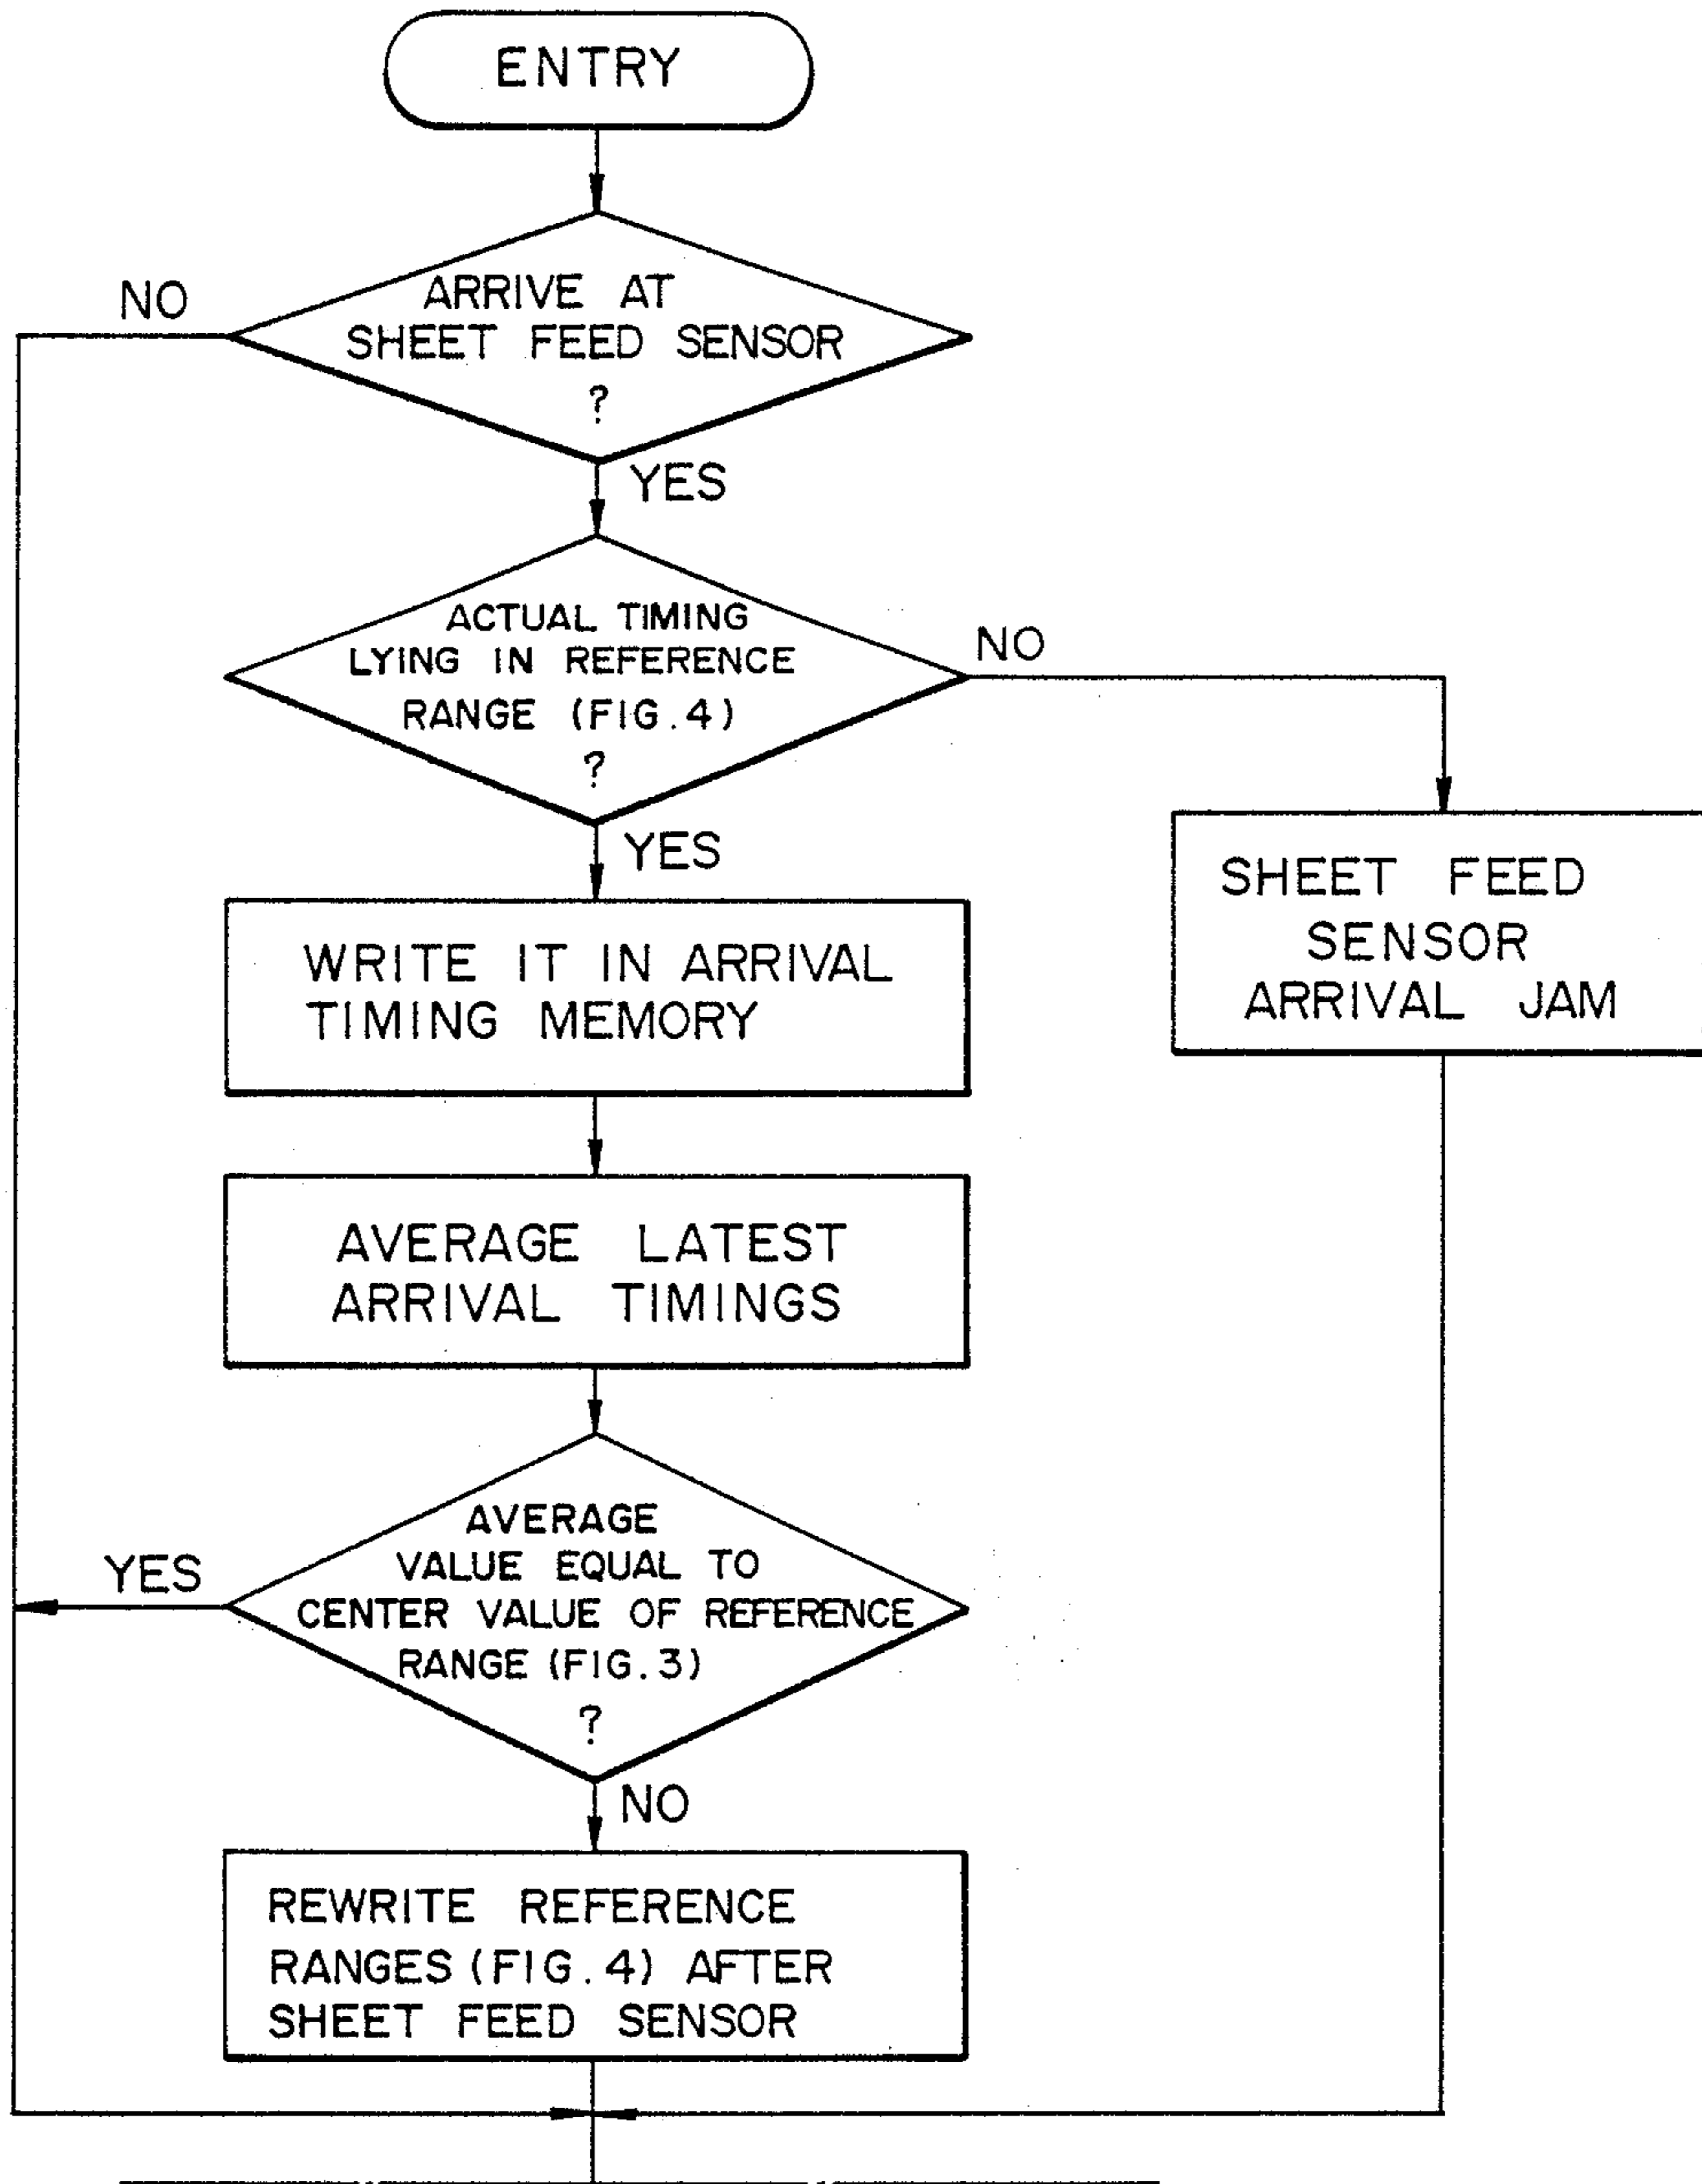 ENTRY
NO
ARRIVE AT
SHEET FEED SENSOR
?
YES
ACTUAL TIMING
LYING IN REFERENCE
RANGE (FIG.4)
?
NO
YES
SHEET FEED
SENSOR
ARRIVAL JAM
WRITE IT IN ARRIVAL
TIMING MEMORY
AVERAGE LATEST
ARRIVAL TIMINGS
AVERAGE
VALUE EQUAL TO
CENTER VALUE OF REFERENCE
RANGE (FIG.3)
?
YES
NO
REWRITE REFERENCE
RANGES (FIG.4) AFTER
SHEET FEED SENSOR